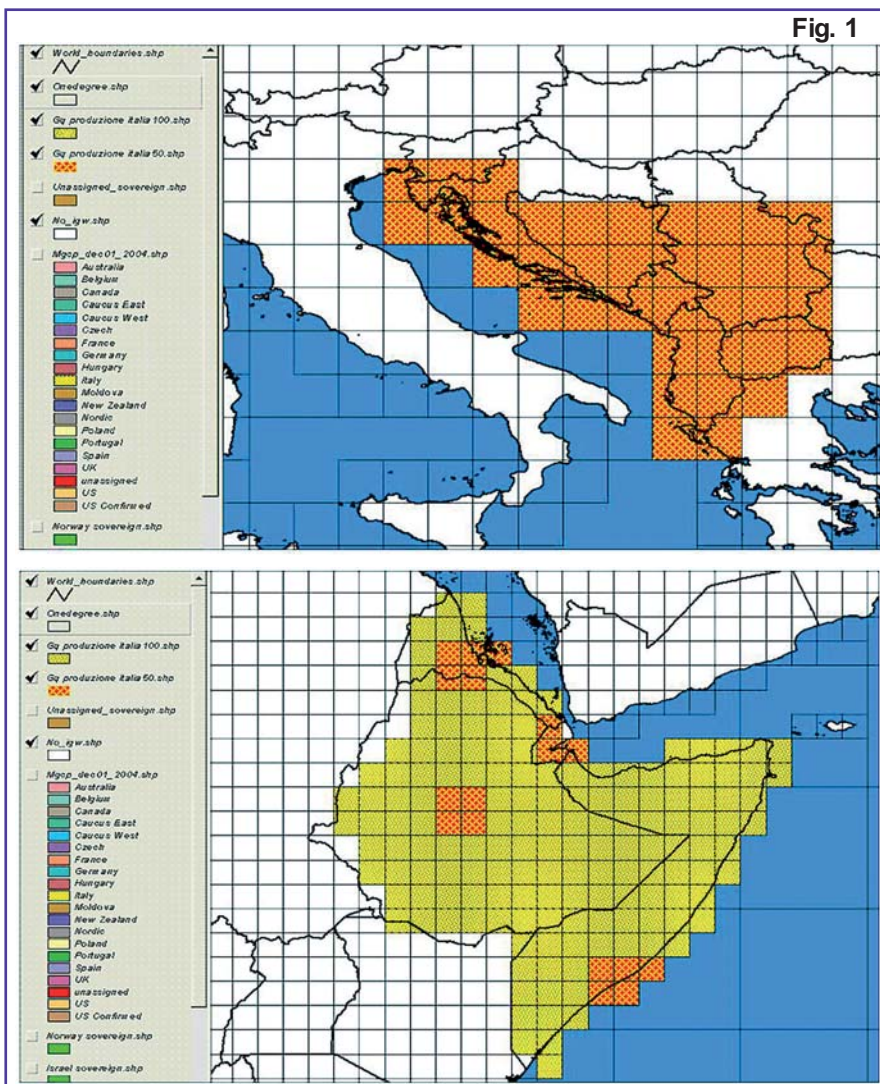 Fig. 1
World_boundaries.shp
Onedegree.shp
Gq produzione italia 100.shp
Gq produzione italia 50.shp
Unassigned_sovereign.shp
No_igw.shp
Mgcp_dec01_2004.shp
Australia
Belgium
Canada
Caucus East
Caucus West
Czech
France
Germany
Hungary
Italy
Moldova
New Zealand
Nordic
Poland
Portugal
Spain
UK
unassigned
US
US Confirmed
Norway sovereign.shp
World_boundaries.shp
Onedegree.shp
Gq produzione italia 100.shp
Gq produzione italia 50.shp
Unassigned_sovereign.shp
No_igw.shp
Mgcp_dec01_2004.shp
Australia
Belgium
Canada
Caucus East
Caucus West
Czech
France
Germany
Hungary
Italy
Moldova
New Zealand
Nordic
Poland
Portugal
Spain
UK
unassigned
US
US Confirmed
Norway sovereign.shp
Israel sovereign.shp